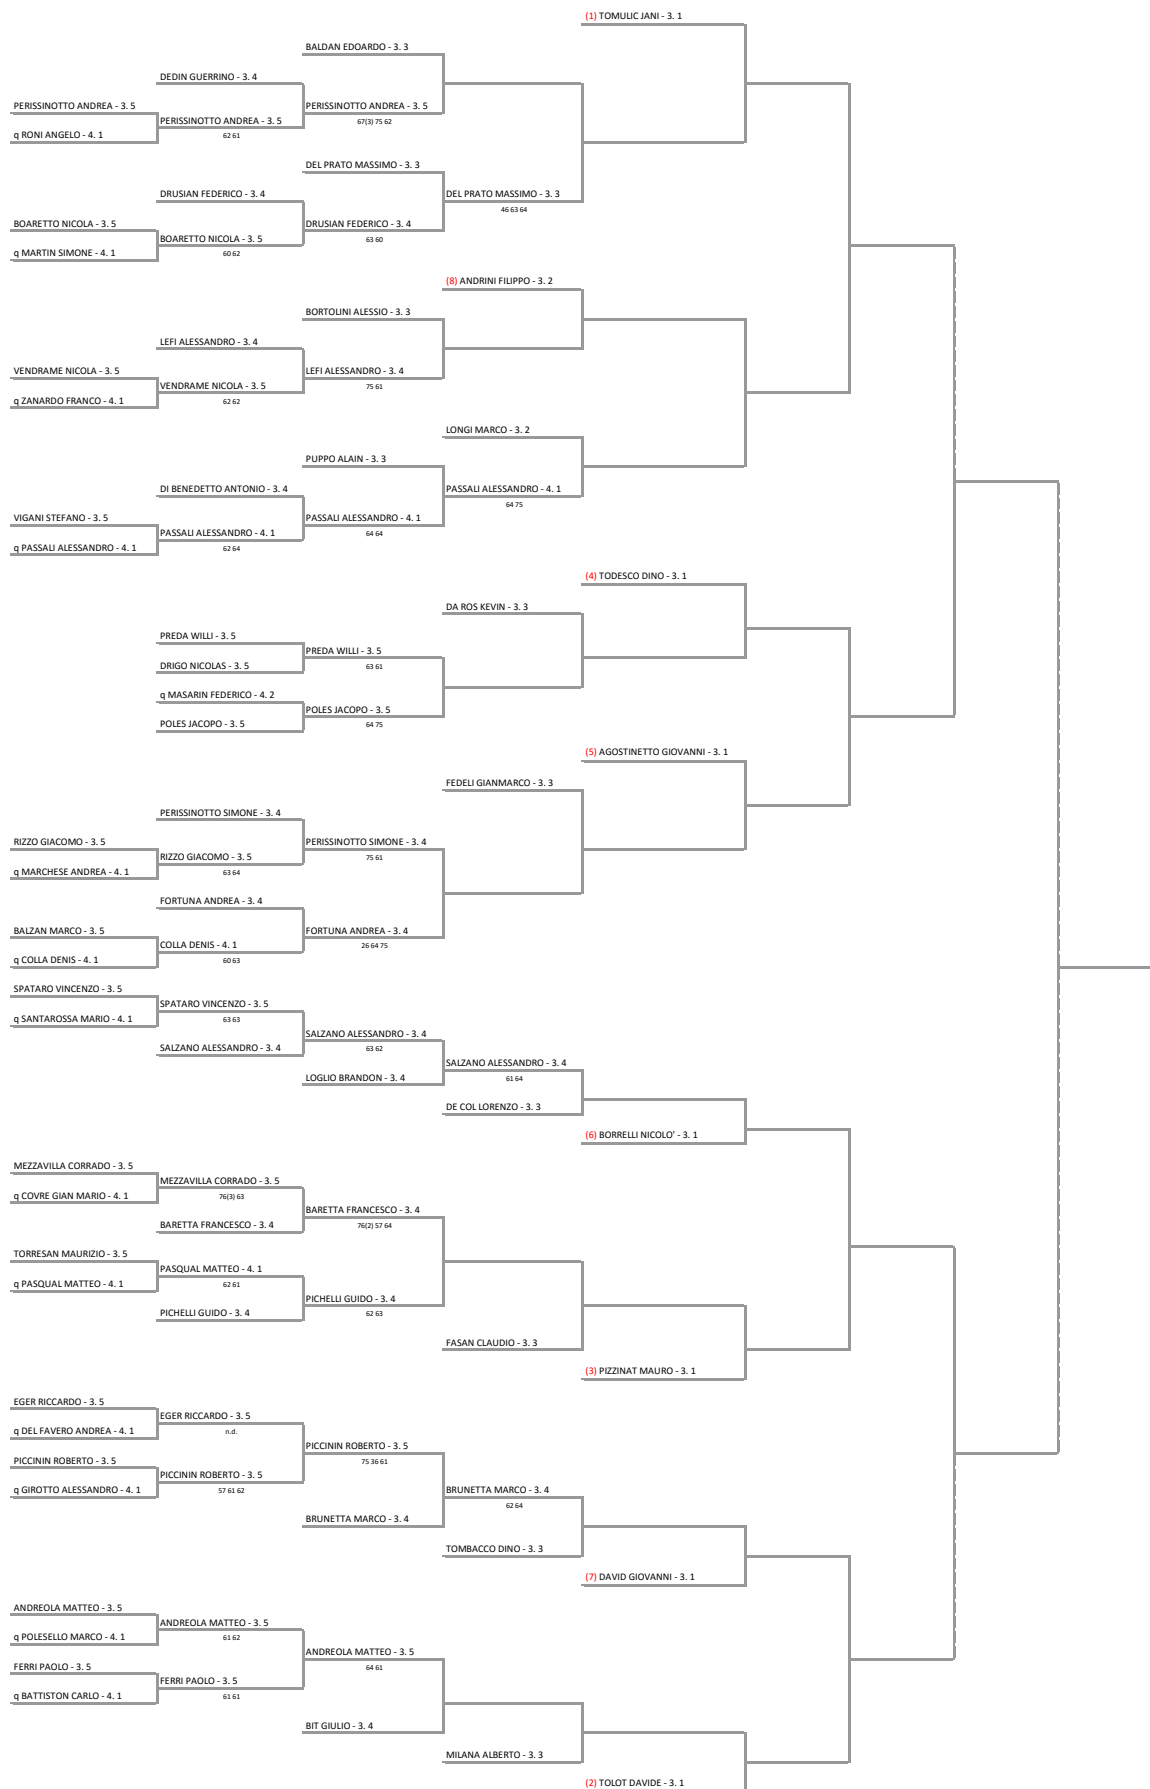 (1) TOMULIC JANI - 3. 1
BALDAN EDOARDO - 3. 3
DEDIN GUERRINO - 3. 4
PERISSINOTTO ANDREA - 3. 5
PERISSINOTTO ANDREA - 3. 5
PERISSINOTTO ANDREA - 3. 5
67(3) 75 62
q RONI ANGELO - 4. 1
62 61
DEL PRATO MASSIMO - 3. 3
DRUSIAN FEDERICO - 3. 4
DEL PRATO MASSIMO - 3. 3
46 63 64
BOARETTO NICOLA - 3. 5
DRUSIAN FEDERICO - 3. 4
BOARETTO NICOLA - 3. 5
63 60
q MARTIN SIMONE - 4. 1
60 62
(8) ANDRINI FILIPPO - 3. 2
BORTOLINI ALESSIO - 3. 3
LEFI ALESSANDRO - 3. 4
VENDRAME NICOLA - 3. 5
LEFI ALESSANDRO - 3. 4
VENDRAME NICOLA - 3. 5
75 61
q ZANARDO FRANCO - 4. 1
62 62
LONGI MARCO - 3. 2
PUPPO ALAIN - 3. 3
DI BENEDETTO ANTONIO - 3. 4
PASSALI ALESSANDRO - 4. 1
64 75
VIGANI STEFANO - 3. 5
PASSALI ALESSANDRO - 4. 1
PASSALI ALESSANDRO - 4. 1
64 64
q PASSALI ALESSANDRO - 4. 1
62 64
(4) TODESCO DINO - 3. 1
DA ROS KEVIN - 3. 3
PREDA WILLI - 3. 5
PREDA WILLI - 3. 5
DRIGO NICOLAS - 3. 5
63 61
q MASARIN FEDERICO - 4. 2
POLES JACOPO - 3. 5
POLES JACOPO - 3. 5
64 75
(5) AGOSTINETTO GIOVANNI - 3. 1
FEDELI GIANMARCO - 3. 3
PERISSINOTTO SIMONE - 3. 4
RIZZO GIACOMO - 3. 5
PERISSINOTTO SIMONE - 3. 4
RIZZO GIACOMO - 3. 5
75 61
q MARCHESE ANDREA - 4. 1
63 64
FORTUNA ANDREA - 3. 4
BALZAN MARCO - 3. 5
FORTUNA ANDREA - 3. 4
COLLA DENIS - 4. 1
26 64 75
q COLLA DENIS - 4. 1
60 63
SPATARO VINCENZO - 3. 5
SPATARO VINCENZO - 3. 5
q SANTAROSSA MARIO - 4. 1
63 63
SALZANO ALESSANDRO - 3. 4
SALZANO ALESSANDRO - 3. 4
63 62
SALZANO ALESSANDRO - 3. 4
LOGLIO BRANDON - 3. 4
61 64
DE COL LORENZO - 3. 3
(6) BORRELLI NICOLO' - 3. 1
MEZZAVILLA CORRADO - 3. 5
MEZZAVILLA CORRADO - 3. 5
q COVRE GIAN MARIO - 4. 1
76(3) 63
BARETTA FRANCESCO - 3. 4
BARETTA FRANCESCO - 3. 4
76(2) 57 64
TORRESAN MAURIZIO - 3. 5
PASQUAL MATTEO - 4. 1
q PASQUAL MATTEO - 4. 1
62 61
PICHELLI GUIDO - 3. 4
PICHELLI GUIDO - 3. 4
62 63
FASAN CLAUDIO - 3. 3
(3) PIZZINAT MAURO - 3. 1
EGER RICCARDO - 3. 5
EGER RICCARDO - 3. 5
q DEL FAVERO ANDREA - 4. 1
n.d.
PICCININ ROBERTO - 3. 5
PICCININ ROBERTO - 3. 5
75 36 61
PICCININ ROBERTO - 3. 5
q GIROTTO ALESSANDRO - 4. 1
57 61 62
BRUNETTA MARCO - 3. 4
62 64
BRUNETTA MARCO - 3. 4
TOMBACCO DINO - 3. 3
(7) DAVID GIOVANNI - 3. 1
ANDREOLA MATTEO - 3. 5
ANDREOLA MATTEO - 3. 5
q POLESELLO MARCO - 4. 1
61 62
ANDREOLA MATTEO - 3. 5
64 61
FERRI PAOLO - 3. 5
FERRI PAOLO - 3. 5
q BATTISTON CARLO - 4. 1
61 61
BIT GIULIO - 3. 4
MILANA ALBERTO - 3. 3
(2) TOLOT DAVIDE - 3. 1